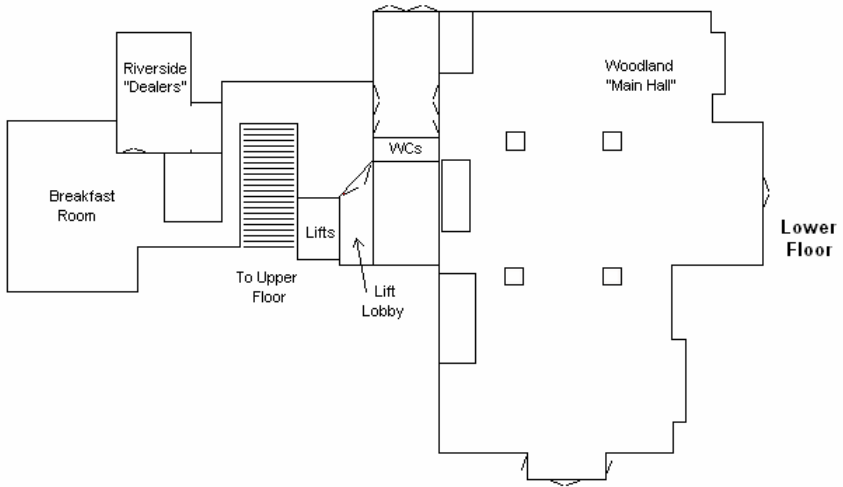 Riverside
"Dealers"
Woodland
"Main Hall"
WCs
Breakfast
Room
Lifts
Lower
Floor
To Upper
Floor
Lift
Lobby